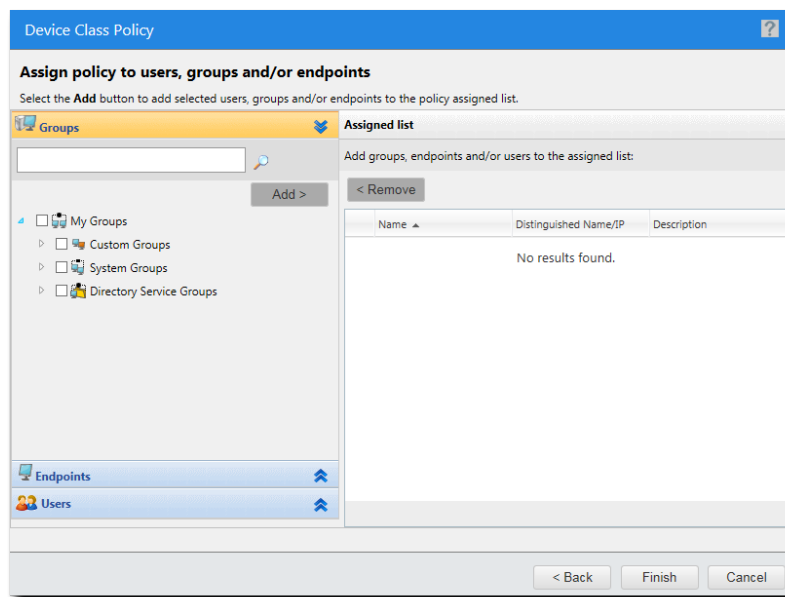 Device Class Policy
?
Assign policy to users, groups and/or endpoints
Select the Add button to add selected users, groups and/or endpoints to the policy assigned list.
Groups
Add >
My Groups
Custom Groups
System Groups
Directory Service Groups
Endpoints
Users
Assigned list
Add groups, endpoints and/or users to the assigned list:
< Remove
Name Distinguished Name/IP Description
No results found.
< Back Finish Cancel